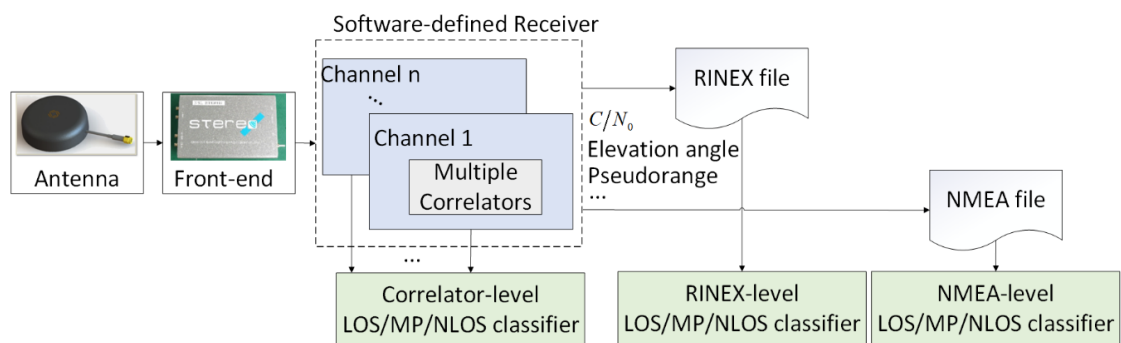 Software-defined Receiver
Channel n
...
Channel 1
Multiple
Correlators
RINEX file
C/N0
Elevation angle
Pseudorange
...
stereo
Antenna
Front-end
NMEA file
...
Correlator-level
LOS/MP/NLOS classifier
RINEX-level
LOS/MP/NLOS classifier
NMEA-level
LOS/MP/NLOS classifier